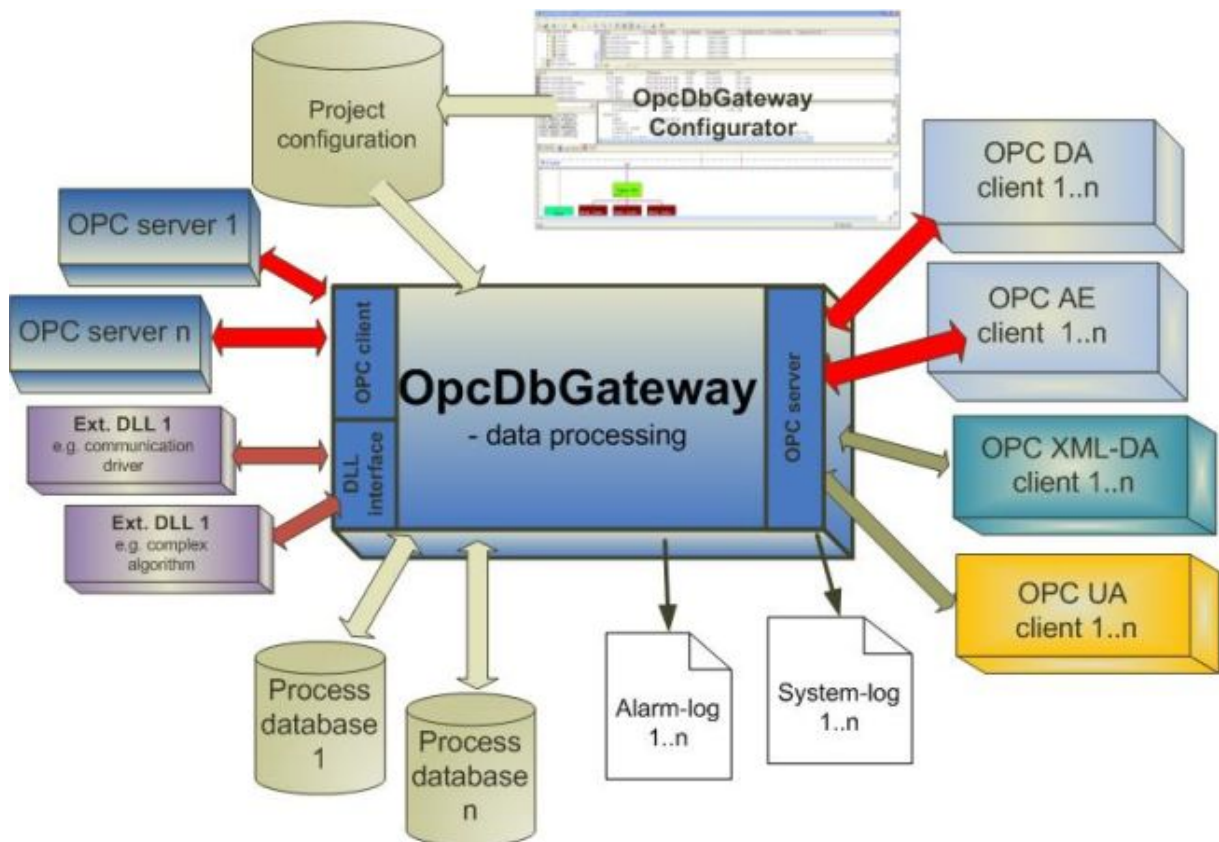 Project
configuration
OpcDbGateway
Configurator
OPC server 1
OPC server n
Ext. DLL 1
e.g. communication
driver
Ext. DLL 1
e.g. complex
algorithm
OPC client
DLL
interface
OpcDbGateway
- data processing
OPC server
OPC DA
client 1..n
OPC AE
client 1..n
OPC XML-DA
client 1..n
OPC UA
client 1..n
Process
database
1
Process
database
n
Alarm-log
1..n
System-log
1..n